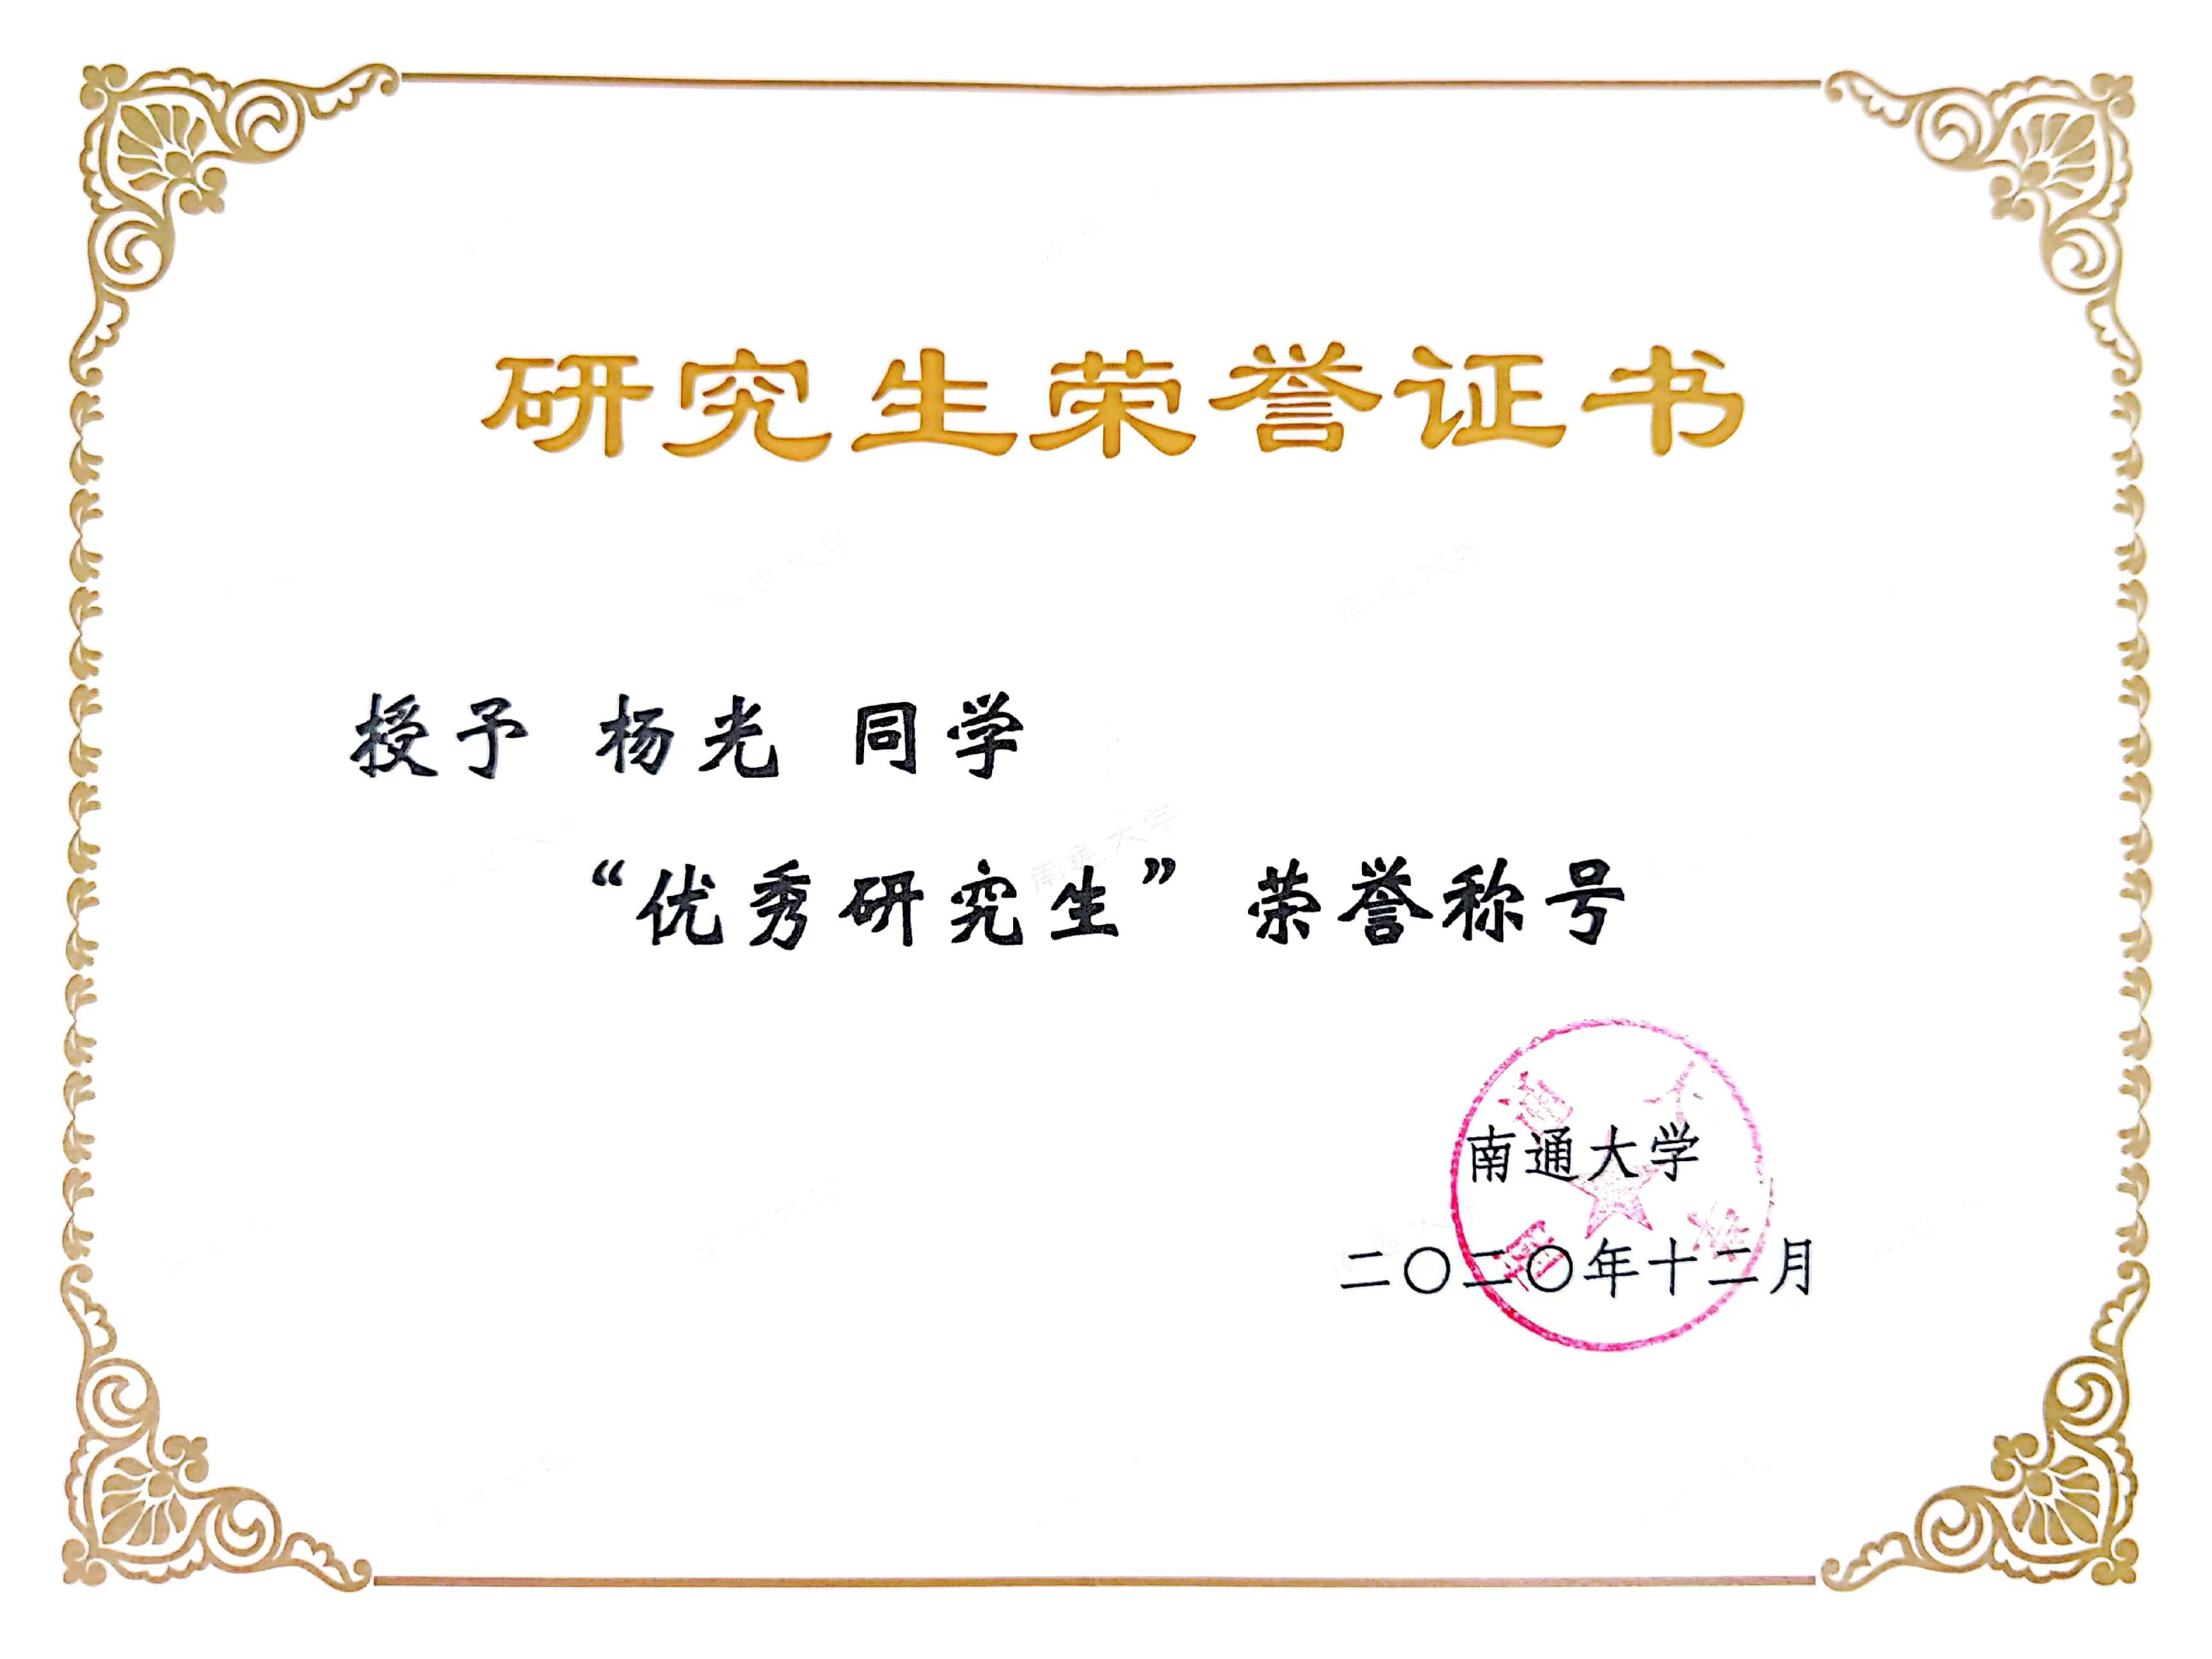 研究生荣誉证书
授予 杨光 同学
“优秀研究生”荣誉称号
南通大学
二〇二〇年十二月